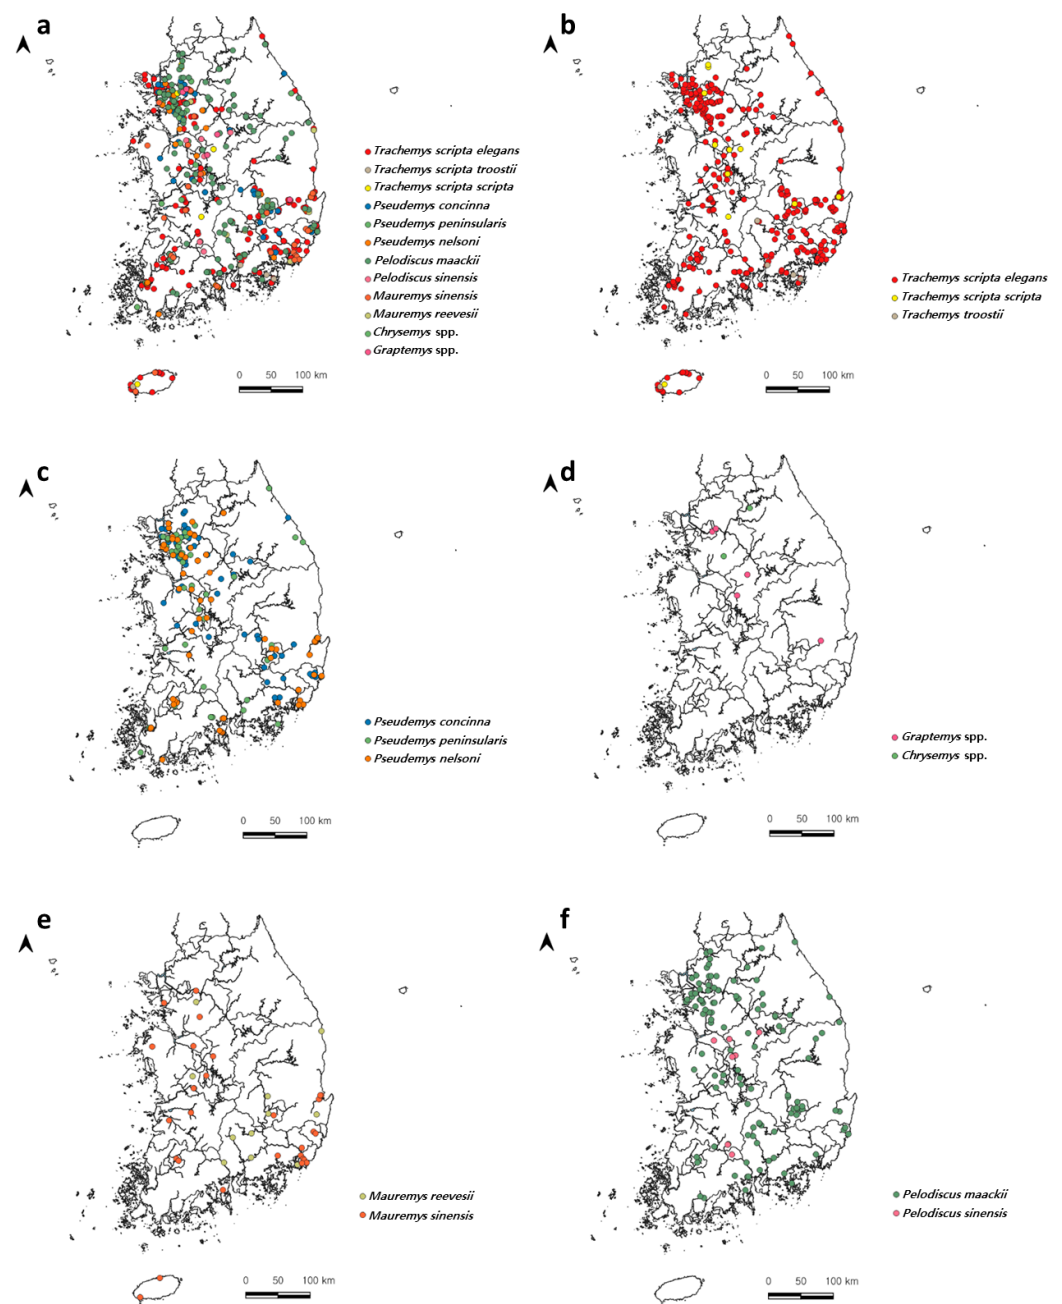 a
Trachemys scripta elegans
Trachemys scripta troostii
Trachemys scripta scripta
Pseudemys concinna
Pseudemys peninsularis
Pseudemys nelsoni
Pelodiscus maackii
Pelodiscus sinensis
Mauremys sinensis
Mauremys reevesii
Chrysemys spp.
Graptemys spp.
0 50 100 km
b
Trachemys scripta elegans
Trachemys scripta scripta
Trachemys troostii
0 50 100 km
c
Pseudemys concinna
Pseudemys peninsularis
Pseudemys nelsoni
0 50 100 km
d
Graptemys spp.
Chrysemys spp.
0 50 100 km
e
Mauremys reevesii
Mauremys sinensis
0 50 100 km
f
Pelodiscus maackii
Pelodiscus sinensis
0 50 100 km